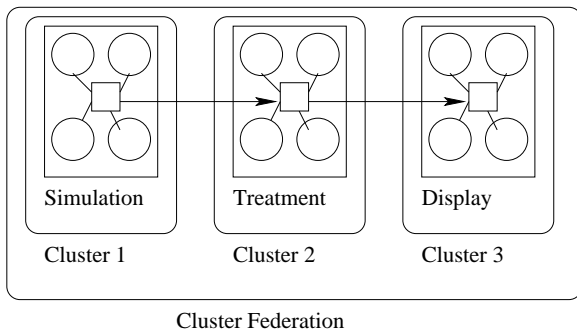 Simulation
Treatment
Display
Cluster 1
Cluster 2
Cluster 3
Cluster Federation